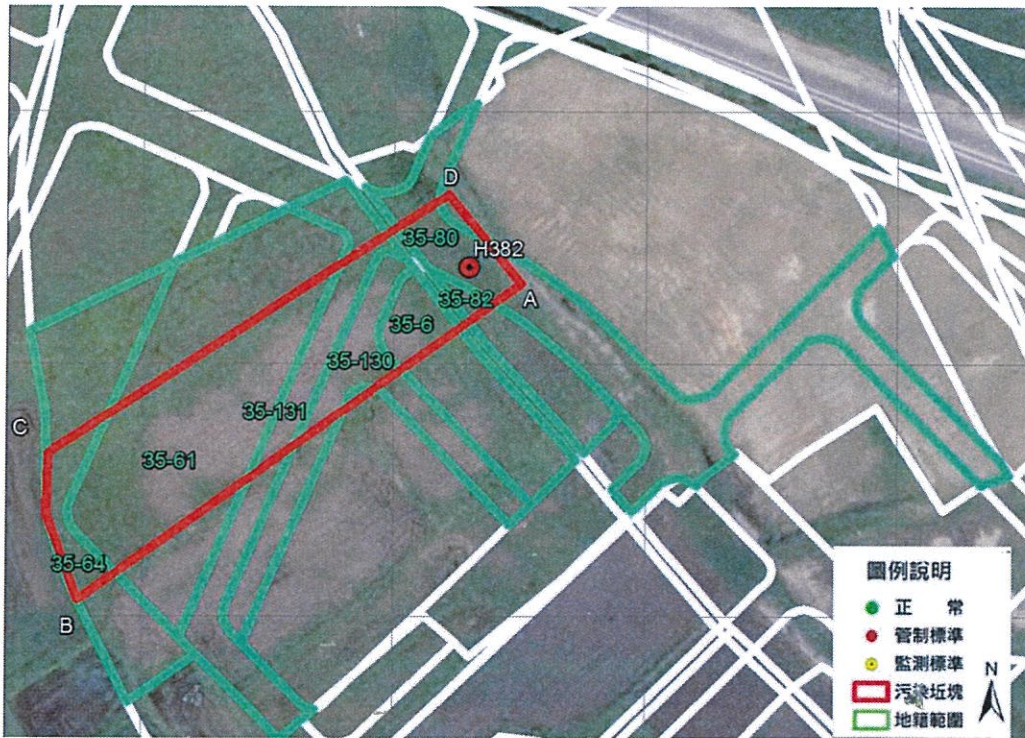 D
35-80
H382
35-82
A
35-6
35-130
35-131
C
35-61
35-64
B
圖例說明
正 常
管制標準
監測標準
污染坵塊
地籍範圍
N